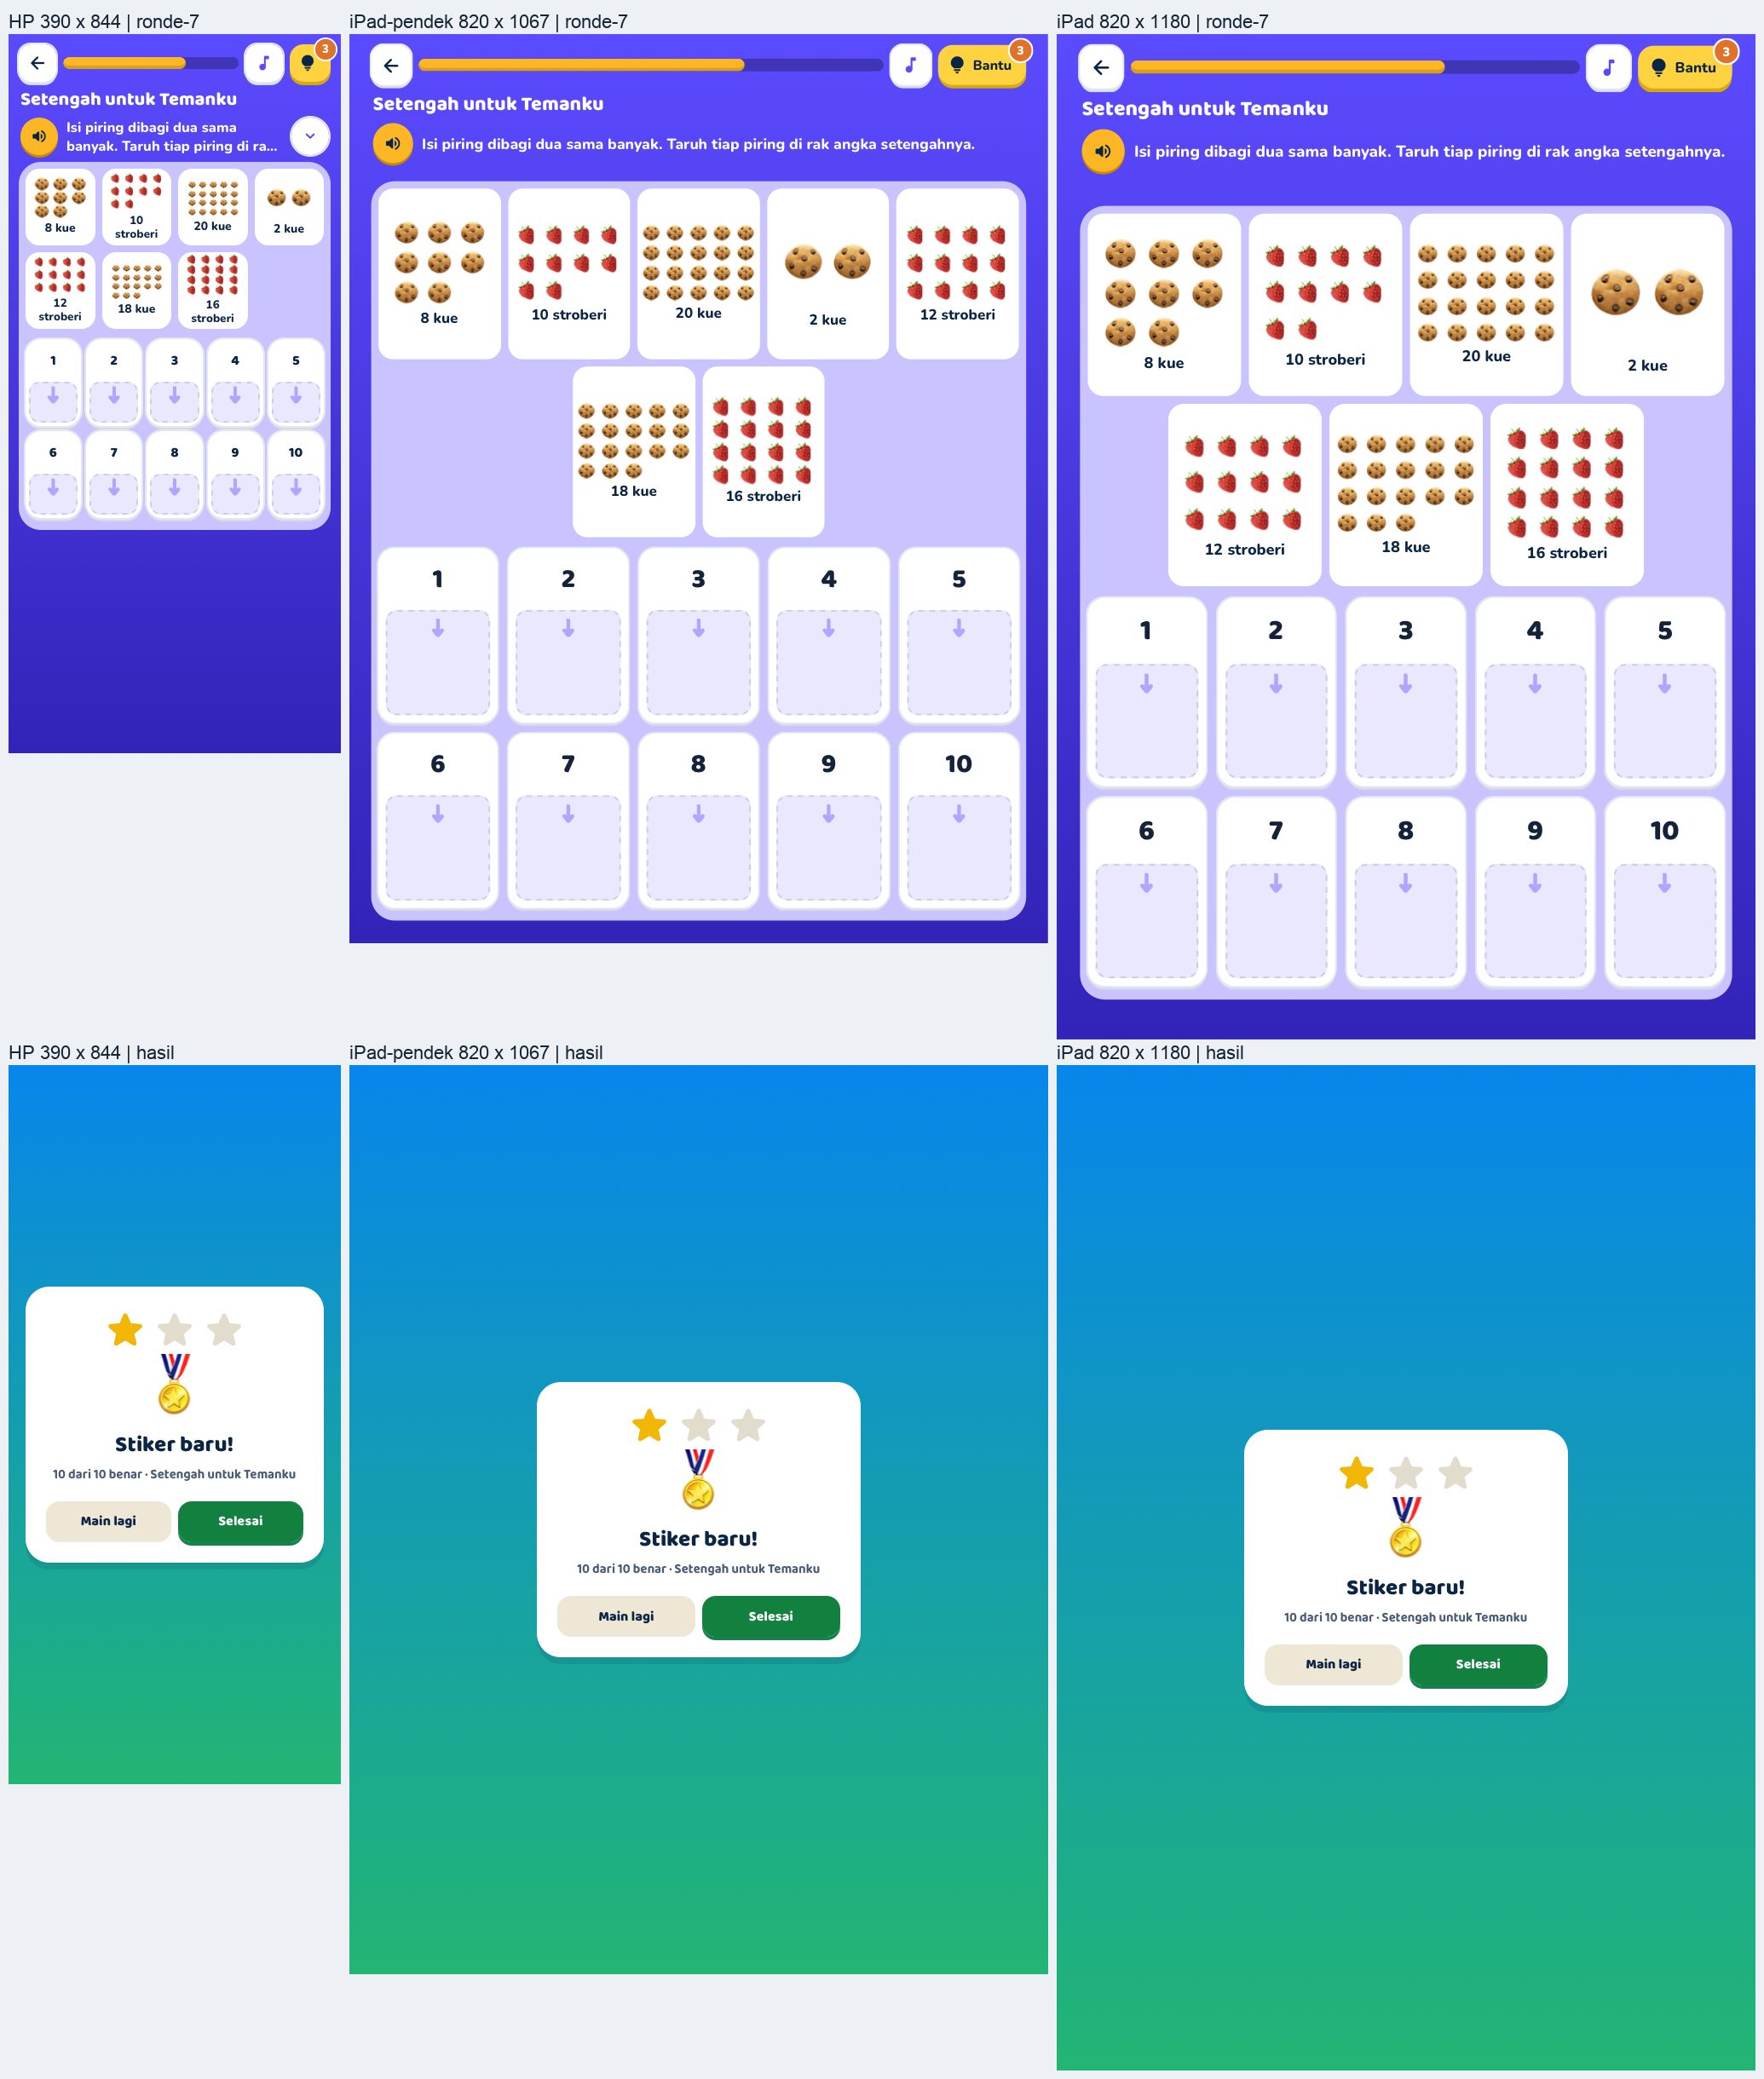 HP 390 x 844 | ronde-7
3
Setengah untuk Temanku
Isi piring dibagi dua sama
banyak. Taruh tiap piring di ra...
8 kue
10
stroberi
20 kue
2 kue
12
stroberi
18 kue
16
stroberi
1 2 3 4 5
6 7 8 9 10
iPad-pendek 820 x 1067 | ronde-7
Bantu
3
Setengah untuk Temanku
Isi piring dibagi dua sama banyak. Taruh tiap piring di rak angka setengahnya.
8 kue
10 stroberi
20 kue
2 kue
12 stroberi
18 kue
16 stroberi
1 2 3 4 5
6 7 8 9 10
iPad 820 x 1180 | ronde-7
Bantu
3
Setengah untuk Temanku
Isi piring dibagi dua sama banyak. Taruh tiap piring di rak angka setengahnya.
8 kue
10 stroberi
20 kue
2 kue
12 stroberi
18 kue
16 stroberi
1 2 3 4 5
6 7 8 9 10
HP 390 x 844 | hasil
Stiker baru!
10 dari 10 benar · Setengah untuk Temanku
Main lagi
Selesai
iPad-pendek 820 x 1067 | hasil
Stiker baru!
10 dari 10 benar · Setengah untuk Temanku
Main lagi
Selesai
iPad 820 x 1180 | hasil
Stiker baru!
10 dari 10 benar · Setengah untuk Temanku
Main lagi
Selesai